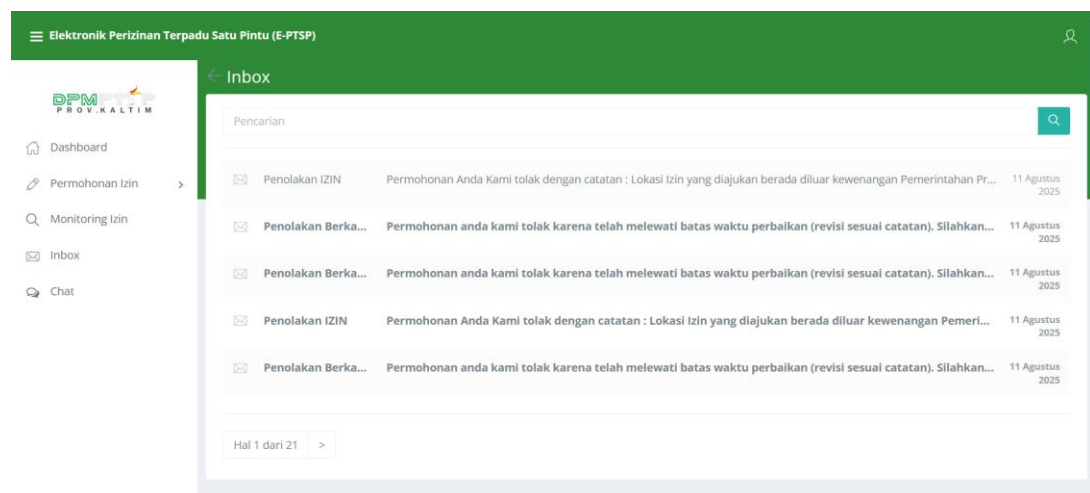 Elektronik Perizinan Terpadu Satu Pintu (E-PTSP)
DPMPTSP
PROV.KALTIM
Dashboard
Permohonan Izin >
Monitoring Izin
Inbox
Chat
Inbox
Pencarian
Penolakan IZIN Permohonan Anda Kami tolak dengan catatan : Lokasi Izin yang diajukan berada diluar kewenangan Pemerintahan Pr... 11 Agustus
2025
Penolakan Berka... Permohonan anda kami tolak karena telah melewati batas waktu perbaikan (revisi sesuai catatan). Silahkan... 11 Agustus
2025
Penolakan Berka... Permohonan anda kami tolak karena telah melewati batas waktu perbaikan (revisi sesuai catatan). Silahkan... 11 Agustus
2025
Penolakan IZIN Permohonan Anda Kami tolak dengan catatan : Lokasi Izin yang diajukan berada diluar kewenangan Pemeri... 11 Agustus
2025
Penolakan Berka... Permohonan anda kami tolak karena telah melewati batas waktu perbaikan (revisi sesuai catatan). Silahkan... 11 Agustus
2025
Hal 1 dari 21 >